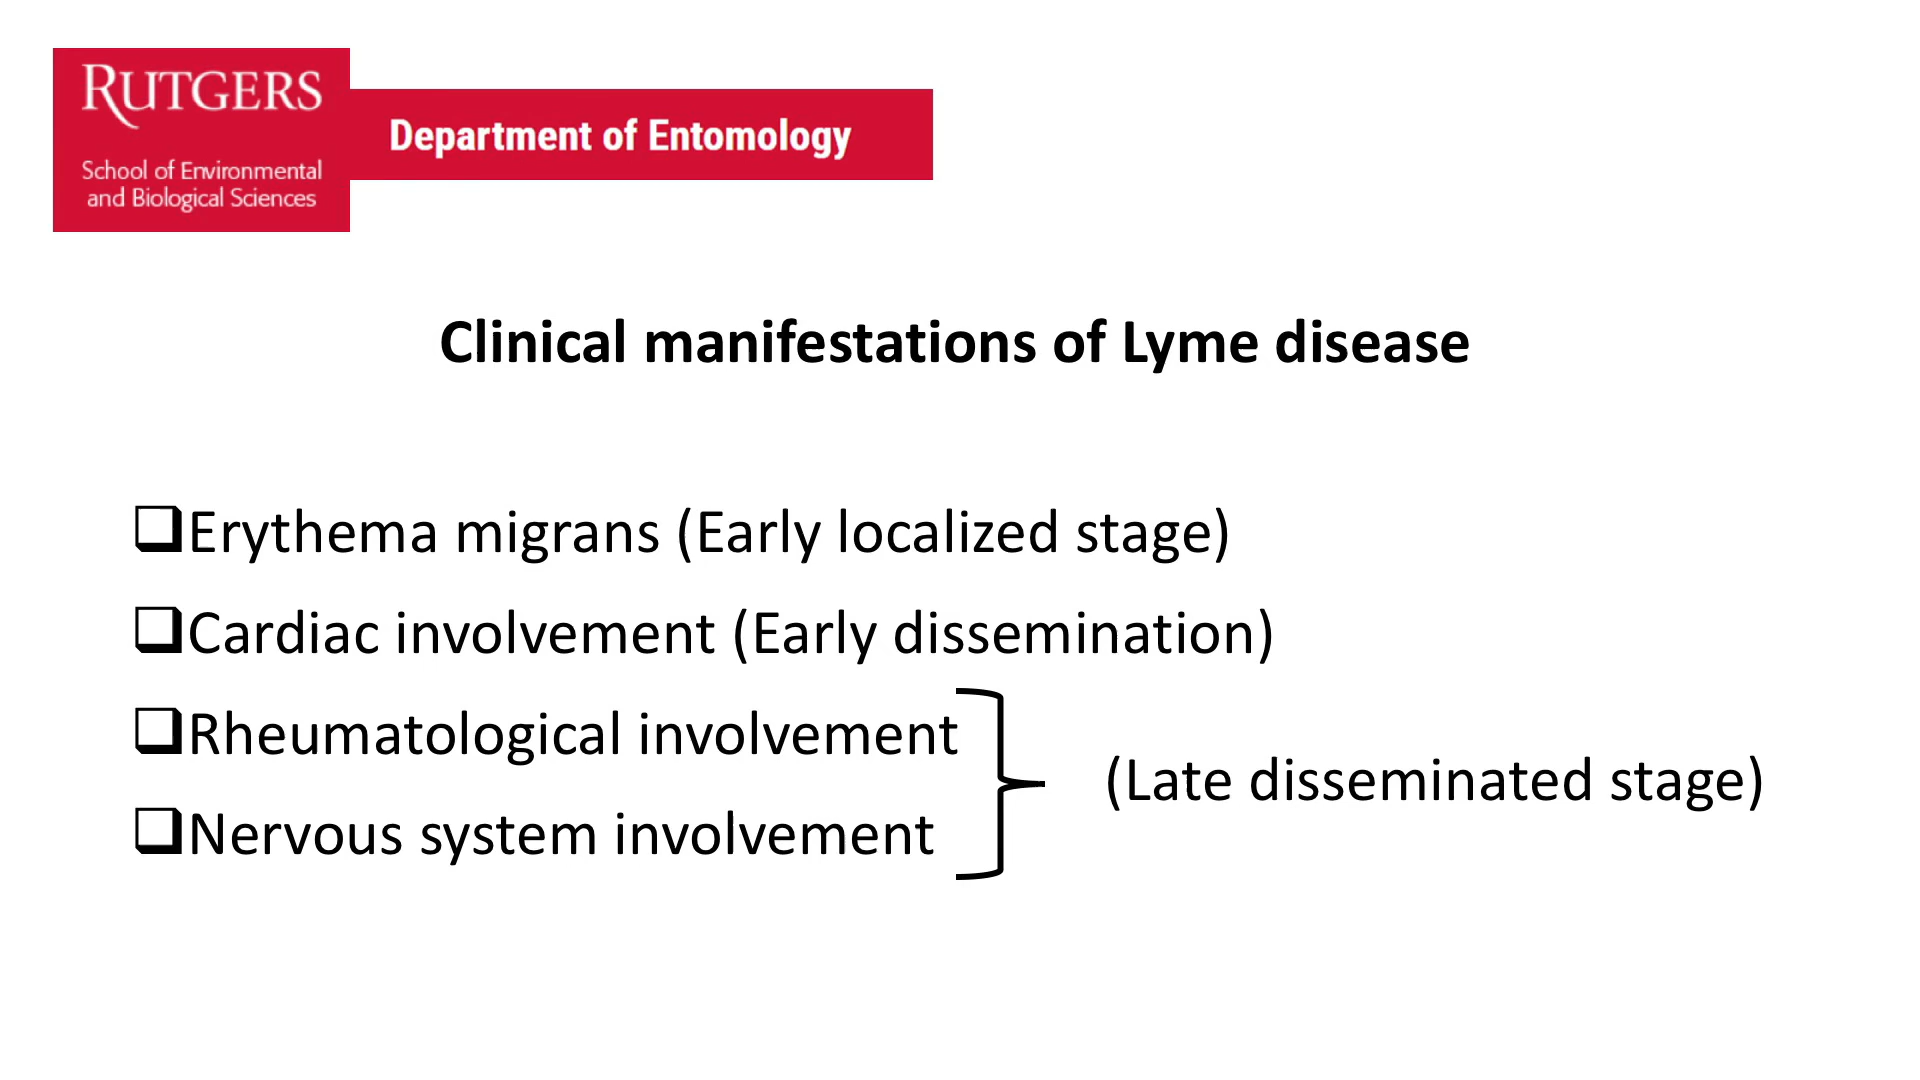 RUTGERS
School of Environmental
and Biological Sciences
Department of Entomology
Clinical manifestations of Lyme disease
❑Erythema migrans (Early localized stage)
❑Cardiac involvement (Early dissemination)
❑Rheumatological involvement
❑Nervous system involvement
(Late disseminated stage)